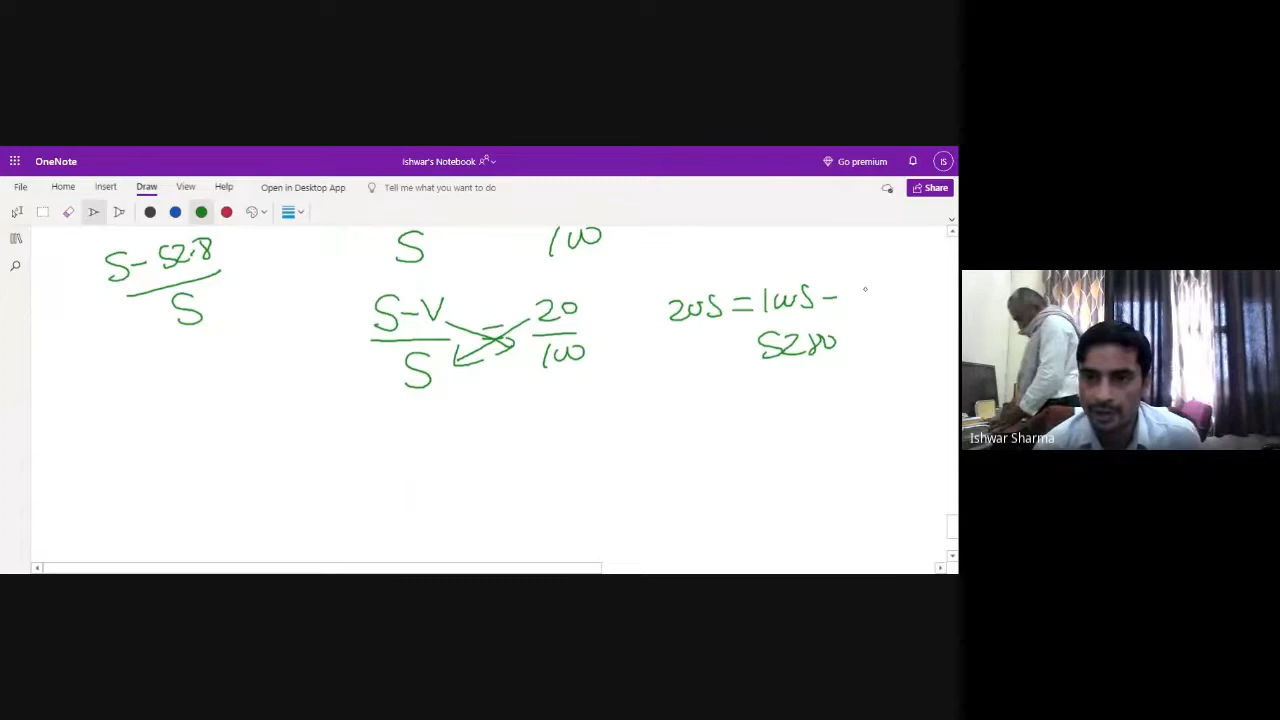 OneNote
Ishwar's Notebook
Go premium
IS
File Home Insert Draw View Help Open in Desktop App Tell me what you want to do
Share
S - 52.8
S
S
100
S - V
S
=
20
100
20S = 100S -
5280
Ishwar Sharma